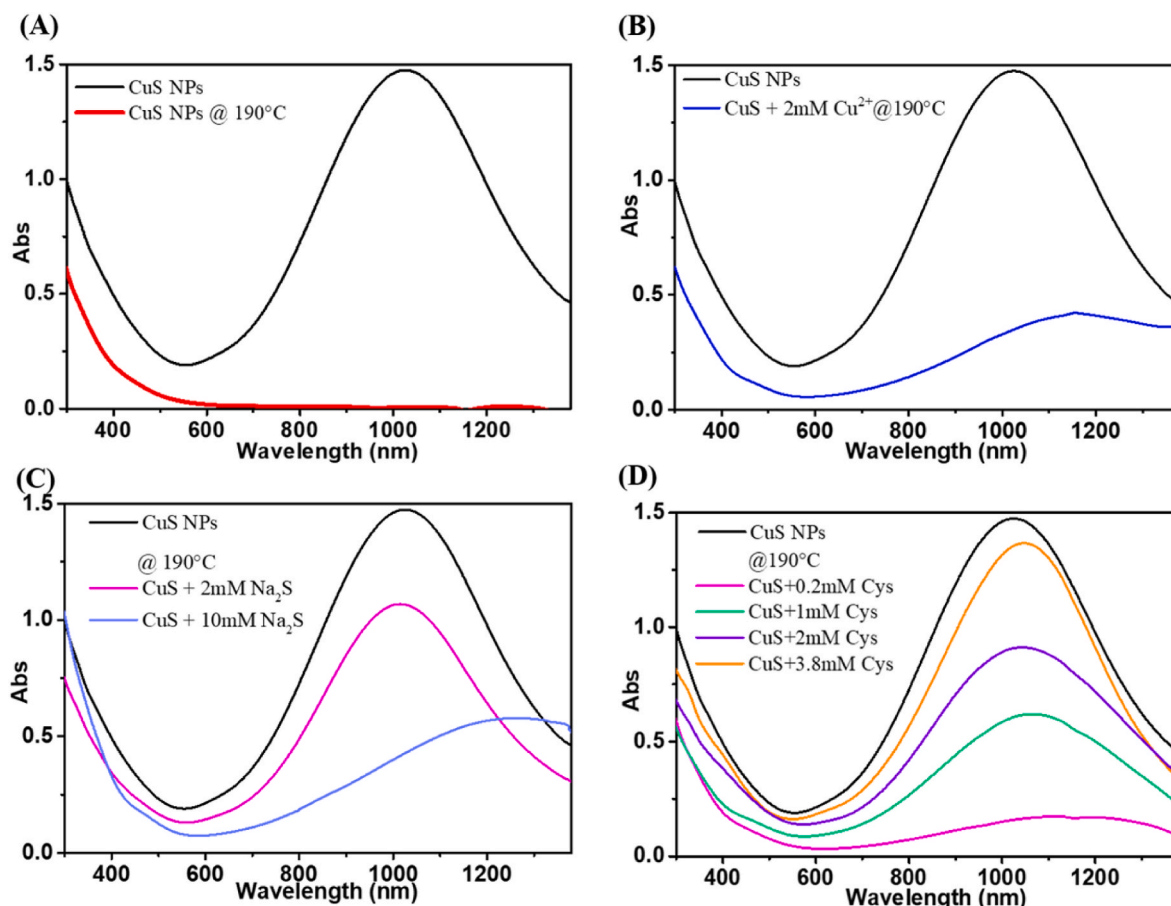 (A)
1.5
1.0
0.5
0.0
Abs
CuS NPs
CuS NPs @ 190°C
400
600
800
1000
1200
Wavelength (nm)
(B)
1.5
1.0
0.5
0.0
Abs
CuS NPs
CuS + 2mM Cu²⁺@190°C
400
600
800
1000
1200
Wavelength (nm)
(C)
1.5
1.0
0.5
0.0
Abs
CuS NPs
@ 190°C
CuS + 2mM Na₂S
CuS + 10mM Na₂S
400
600
800
1000
1200
Wavelength (nm)
(D)
1.5
1.0
0.5
0.0
Abs
CuS NPs
@190°C
CuS+0.2mM Cys
CuS+1mM Cys
CuS+2mM Cys
CuS+3.8mM Cys
400
600
800
1000
1200
Wavelength (nm)